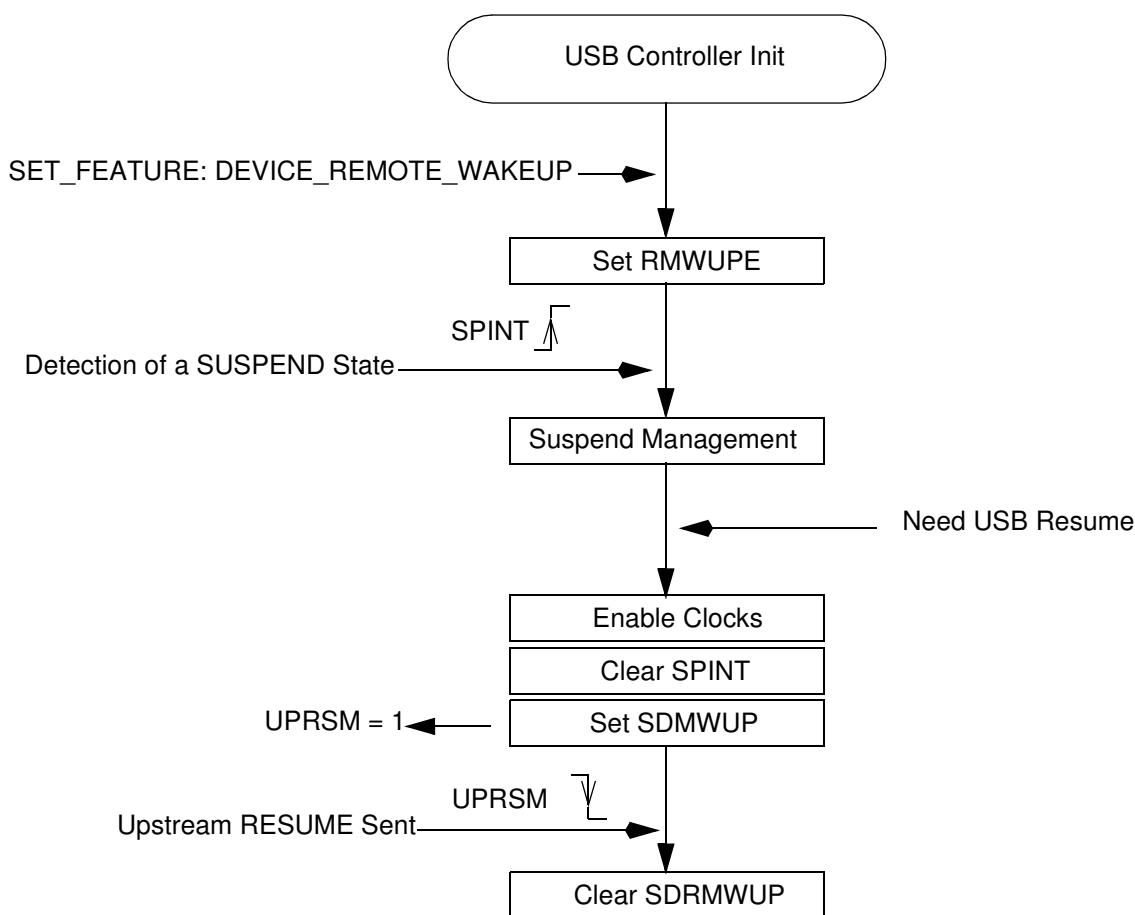 USB Controller Init
SET_FEATURE: DEVICE_REMOTE_WAKEUP
Set RMWUPE
SPINT
Detection of a SUSPEND State
Suspend Management
Need USB Resume
Enable Clocks
Clear SPINT
UPRSM = 1
Set SDMWUP
UPRSM
Upstream RESUME Sent
Clear SDRMWUP